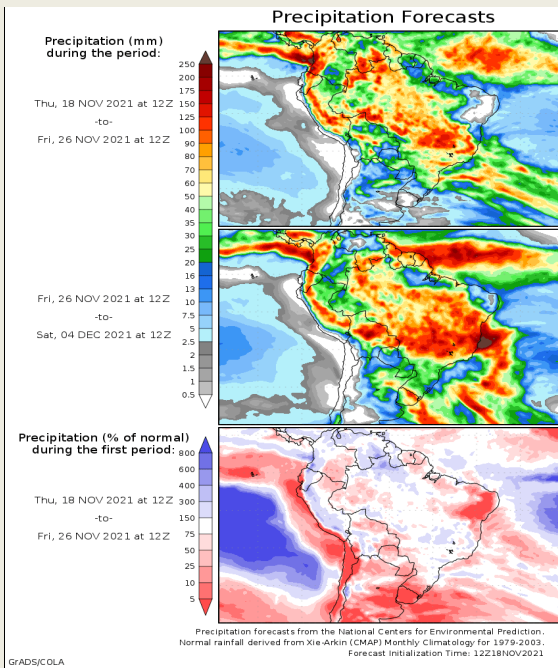 Precipitation Forecasts
Precipitation (mm)
during the period:
Thu, 18 NOV 2021 at 12Z
-to-
Fri, 26 NOV 2021 at 12Z
250
200
175
150
125
100
90
80
70
60
50
40
35
30
25
20
16
13
10
7.5
5
2.5
2
1.5
1
0.5
Fri, 26 NOV 2021 at 12Z
-to-
Sat, 04 DEC 2021 at 12Z
Precipitation (% of normal)
during the first period:
Thu, 18 NOV 2021 at 12Z
-to-
Fri, 26 NOV 2021 at 12Z
800
600
400
300
150
75
50
25
10
5
Precipitation forecasts from the National Centers for Environmental Prediction.
Normal rainfall derived from Xie-Arkin (CMAP) Monthly Climatology for 1979-2003.
Forecast Initialization Time: 12Z18NOV2021
GrADS/COLA